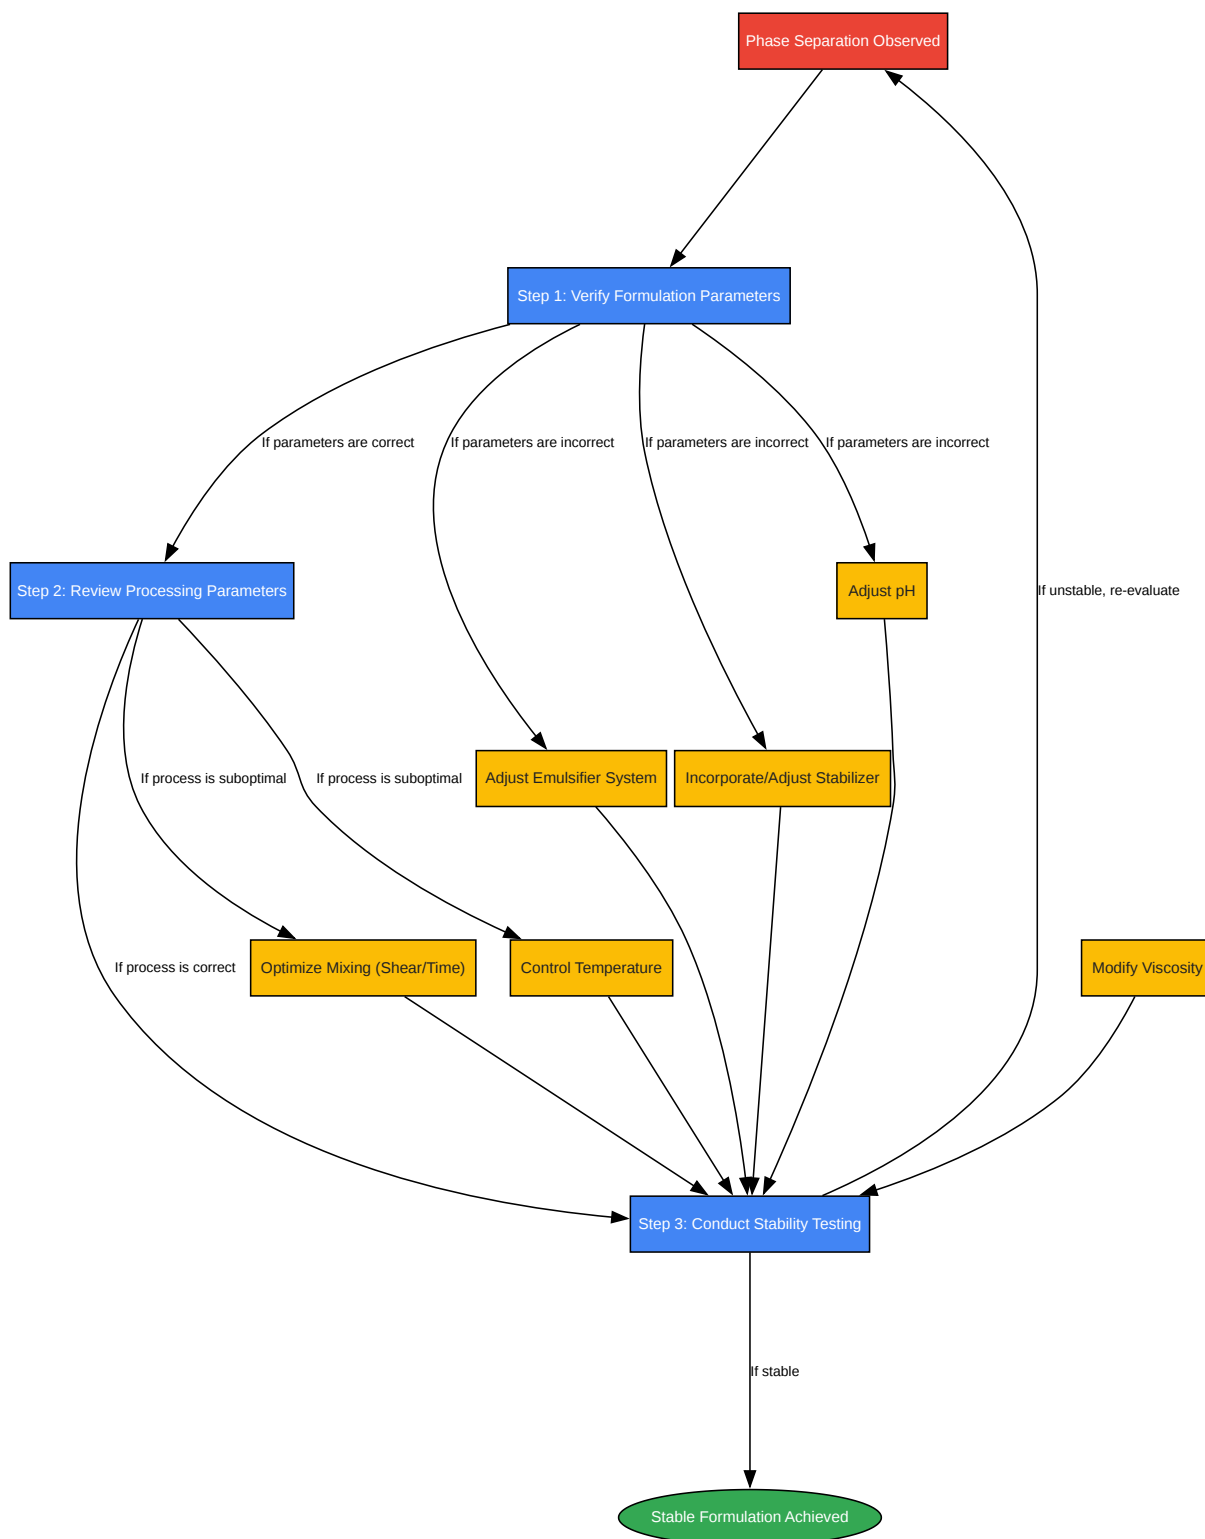 Phase Separation Observed
Step 1: Verify Formulation Parameters
If parameters are correct
If parameters are incorrect
If parameters are incorrect
If parameters are incorrect
Step 2: Review Processing Parameters
Adjust pH
If unstable, re-evaluate
If process is suboptimal
If process is suboptimal
Adjust Emulsifier System
Incorporate/Adjust Stabilizer
If process is correct
Optimize Mixing (Shear/Time)
Control Temperature
Modify Viscosity
Step 3: Conduct Stability Testing
If stable
Stable Formulation Achieved